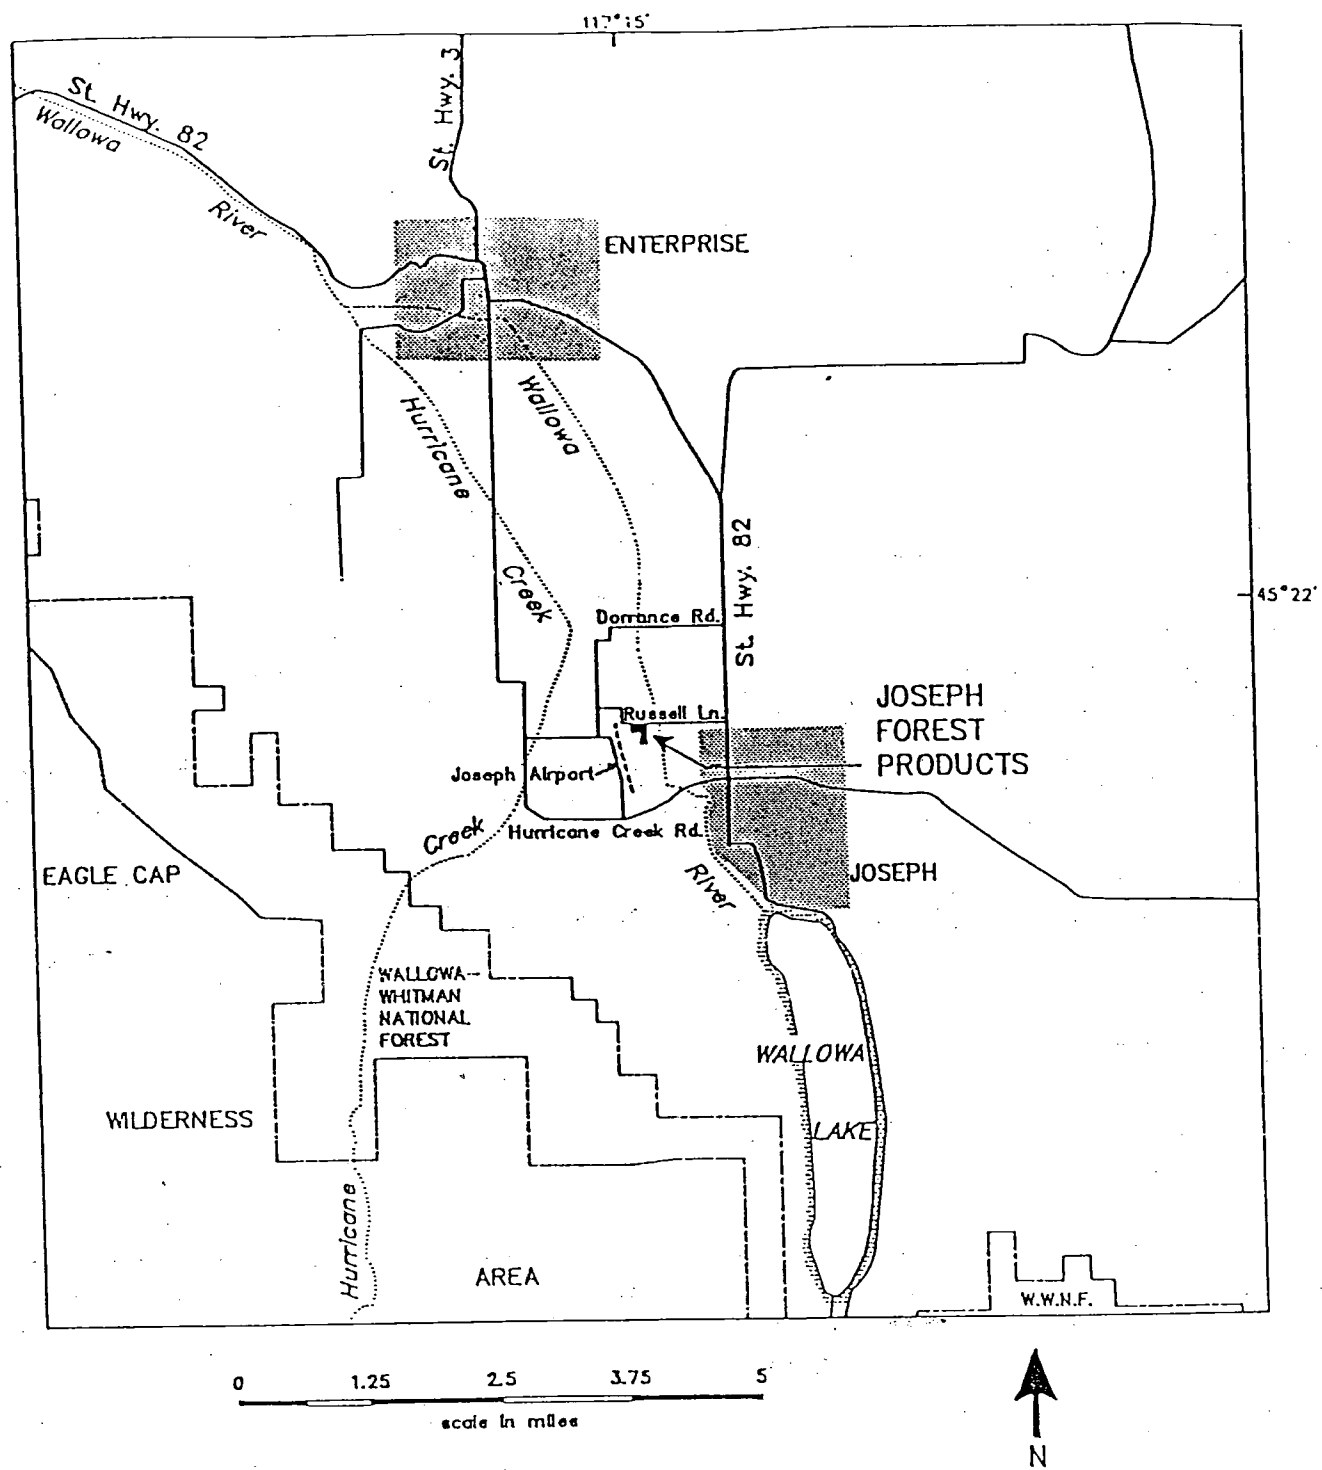 117°15'
St. Hwy. 3
St. Hwy. 82
Wallowa
River
ENTERPRISE
Wallowa
Hurricane
Creek
St. Hwy. 82
45°22'
Dorrance Rd.
Russell Ln.
JOSEPH
FOREST
PRODUCTS
Joseph Airport
Creek
Hurricane Creek Rd.
River
JOSEPH
EAGLE CAP
WALLOWA-
WHITMAN
NATIONAL
FOREST
WALLOWA
LAKE
WILDERNESS
Hurricane
AREA
W.W.N.F.
0 1.25 2.5 3.75 5
scale in miles
N